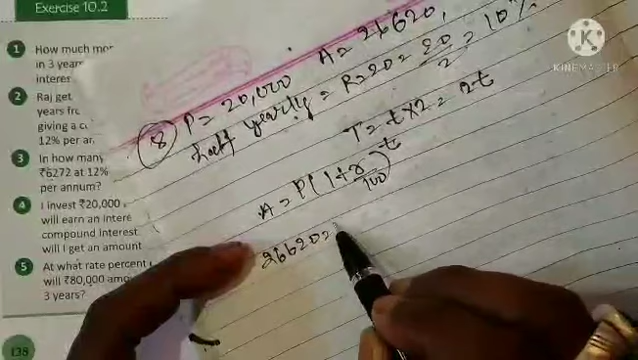 Exercise 10.2
1 How much
in 3 years
interes
2 Raj get
years fro
giving a
12% per an
3 In how many
₹6272 at 12%
per annum?
4 I invest ₹20,000
will earn an intere
compound interest
will I get an amount
5 At what rate percent
will ₹80,000 amo
3 years?
138
(8) P = 20,000 A = 26620,
half yearly = R=20 = 20/2 = 10%
T = t×2 = 2t
A = P(1+r/100)^t
26620 =
KINEMASTER